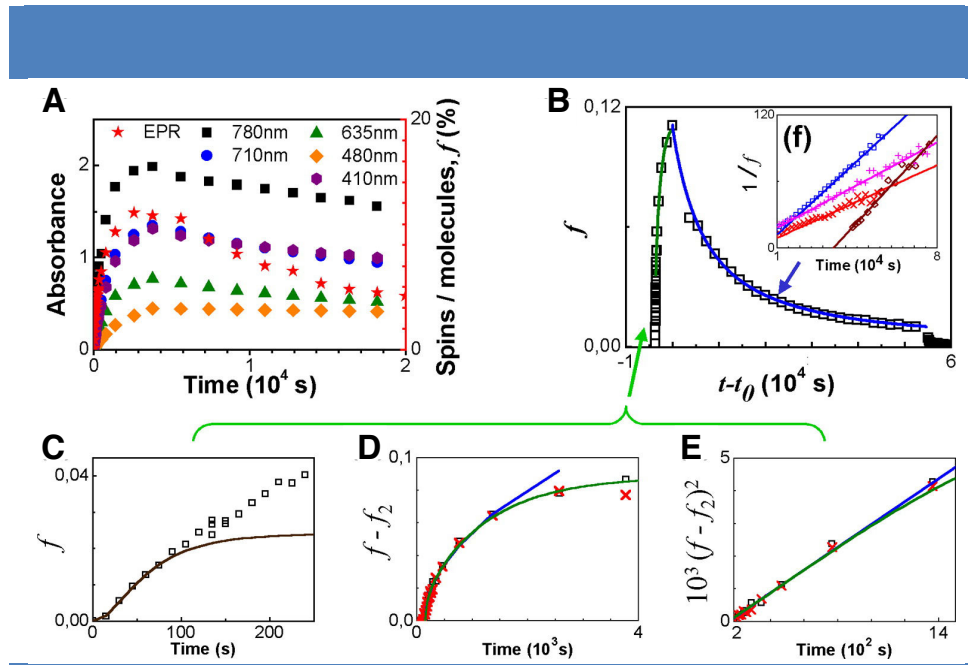 A
EPR
780nm
635nm
710nm
480nm
410nm
Absorbance
2
1
0
20
0
Spins / molecules, f (%)
0
1
2
Time (10⁴ s)
B
0,12
f
0,00
-1
6
t-t₀ (10⁴ s)
(f)
120
1/f
0
1
8
Time (10⁴ s)
C
0,04
f
0,00
0
100
200
Time (s)
D
0,1
f - f₂
0,0
0
4
Time (10³s)
E
5
10³ (f - f₂)²
0
2
14
Time (10² s)